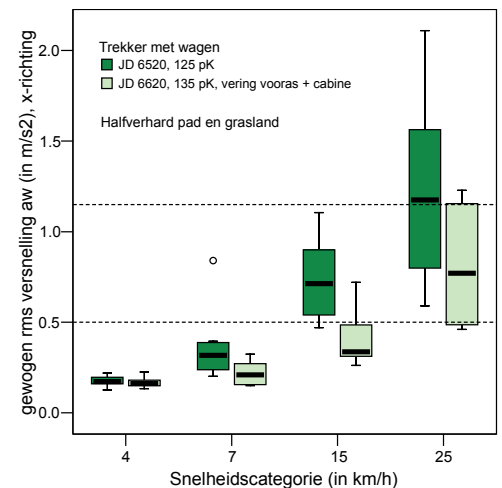 gewogen rms versnelling aw (in m/s2), x-richting
2.0
1.5
1.0
0.5
0.0
Trekker met wagen
JD 6520, 125 pK
JD 6620, 135 pK, vering vooras + cabine
Halfverhard pad en grasland
4 7 15 25
Snelheidscategorie (in km/h)